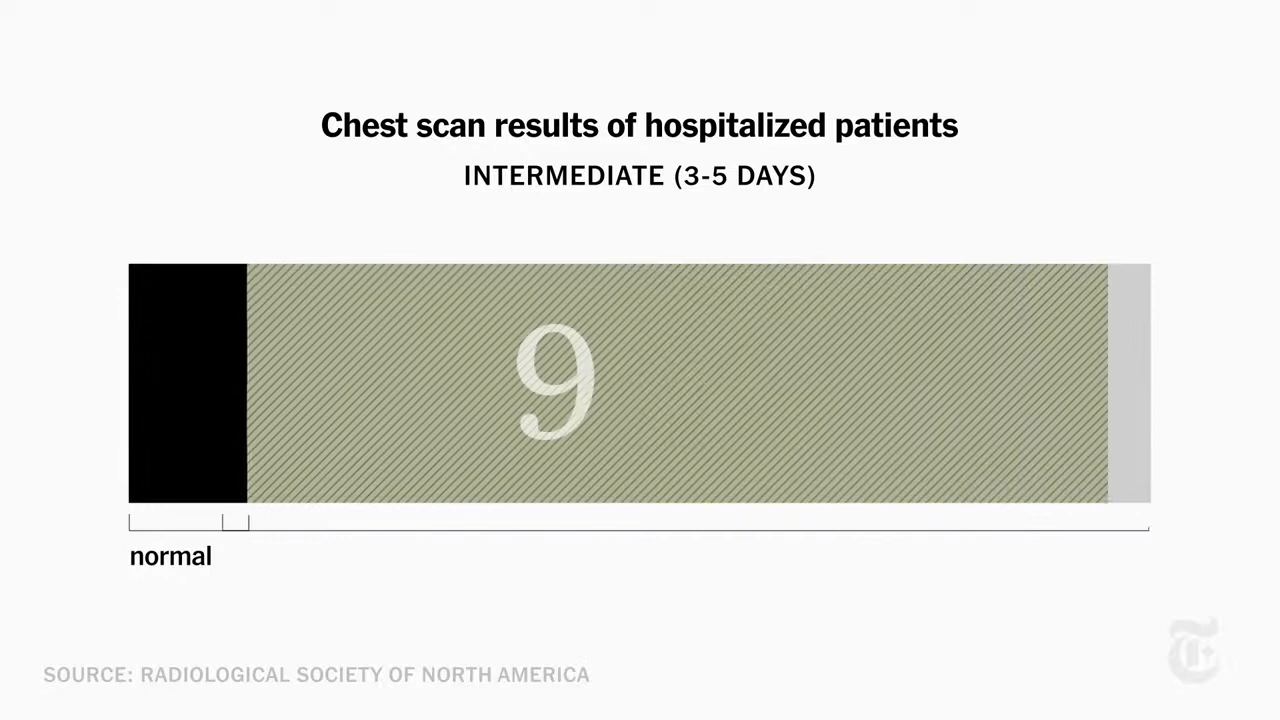 Chest scan results of hospitalized patients
INTERMEDIATE (3-5 DAYS)
9
normal
SOURCE: RADIOLOGICAL SOCIETY OF NORTH AMERICA
T